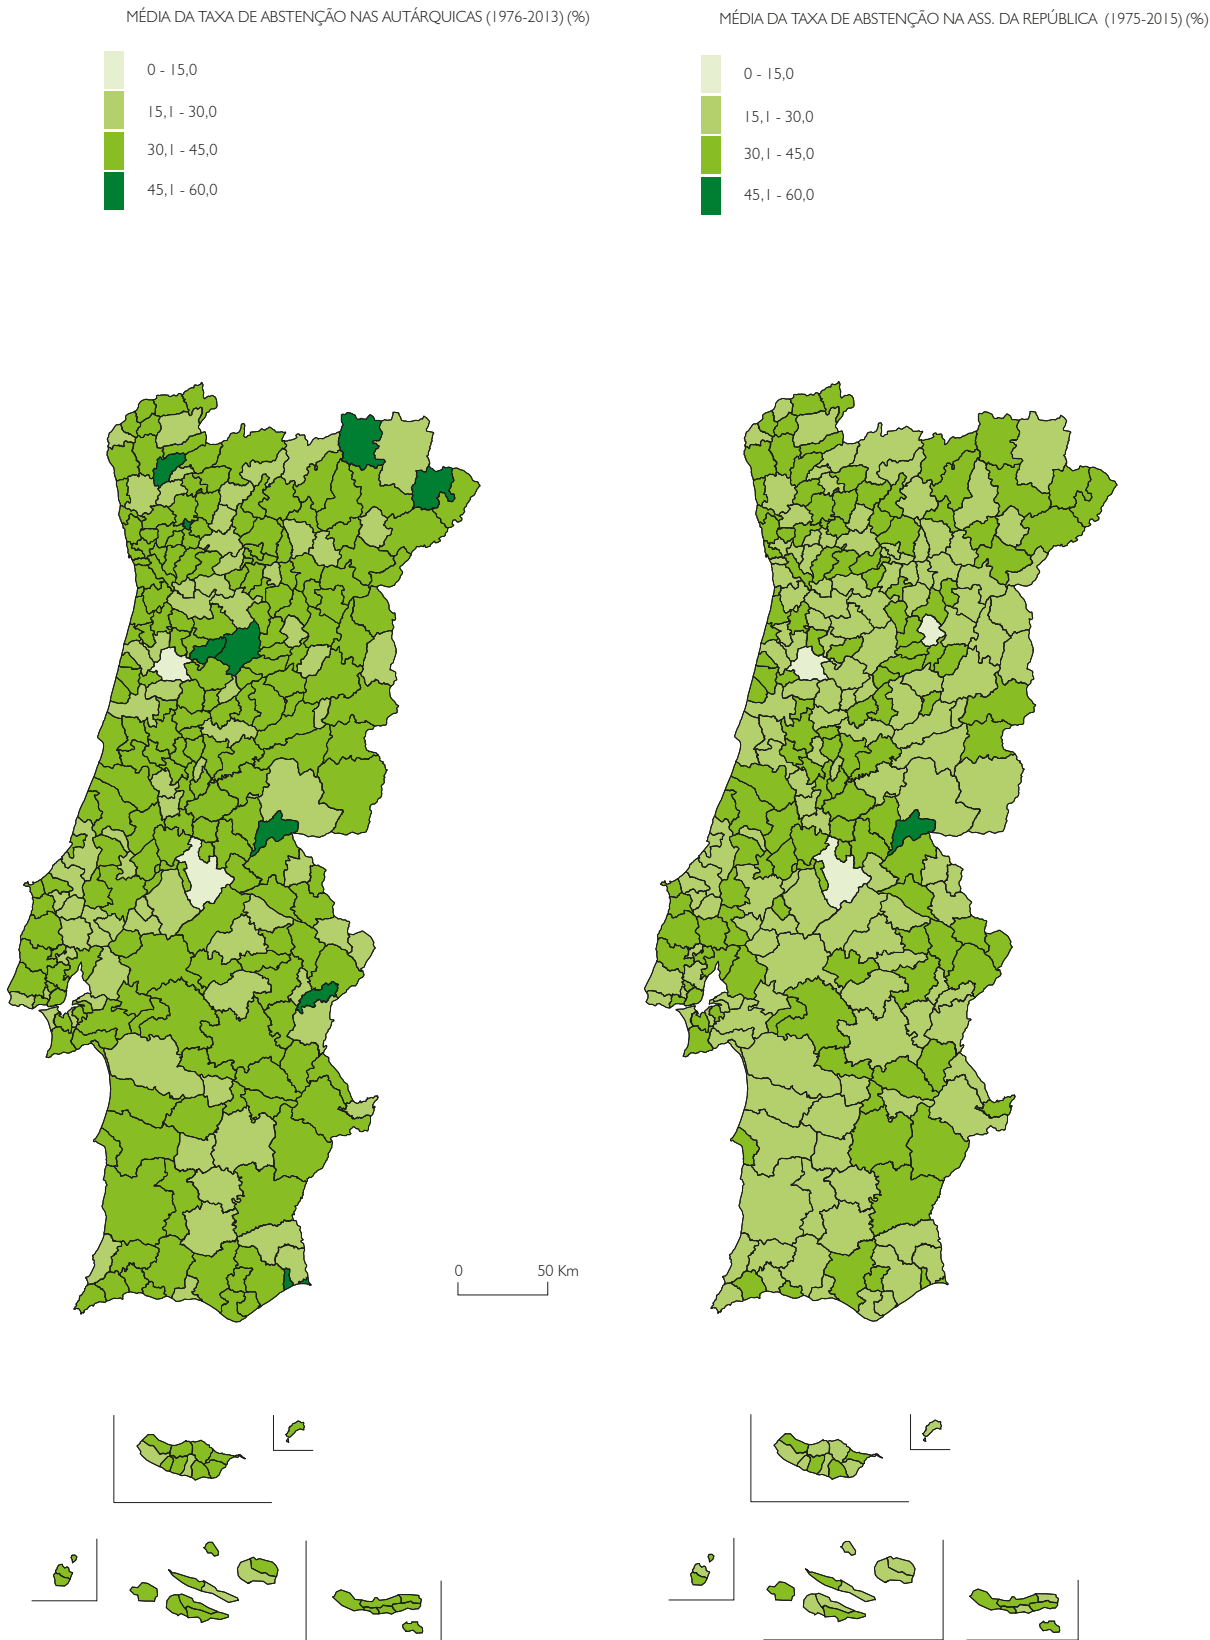 MÉDIA DA TAXA DE ABSTENÇÃO NAS AUTÁRQUICAS (1976-2013) (%)
0 - 15,0
15,1 - 30,0
30,1 - 45,0
45,1 - 60,0
MÉDIA DA TAXA DE ABSTENÇÃO NA ASS. DA REPÚBLICA (1975-2015) (%)
0 - 15,0
15,1 - 30,0
30,1 - 45,0
45,1 - 60,0
0 50 Km